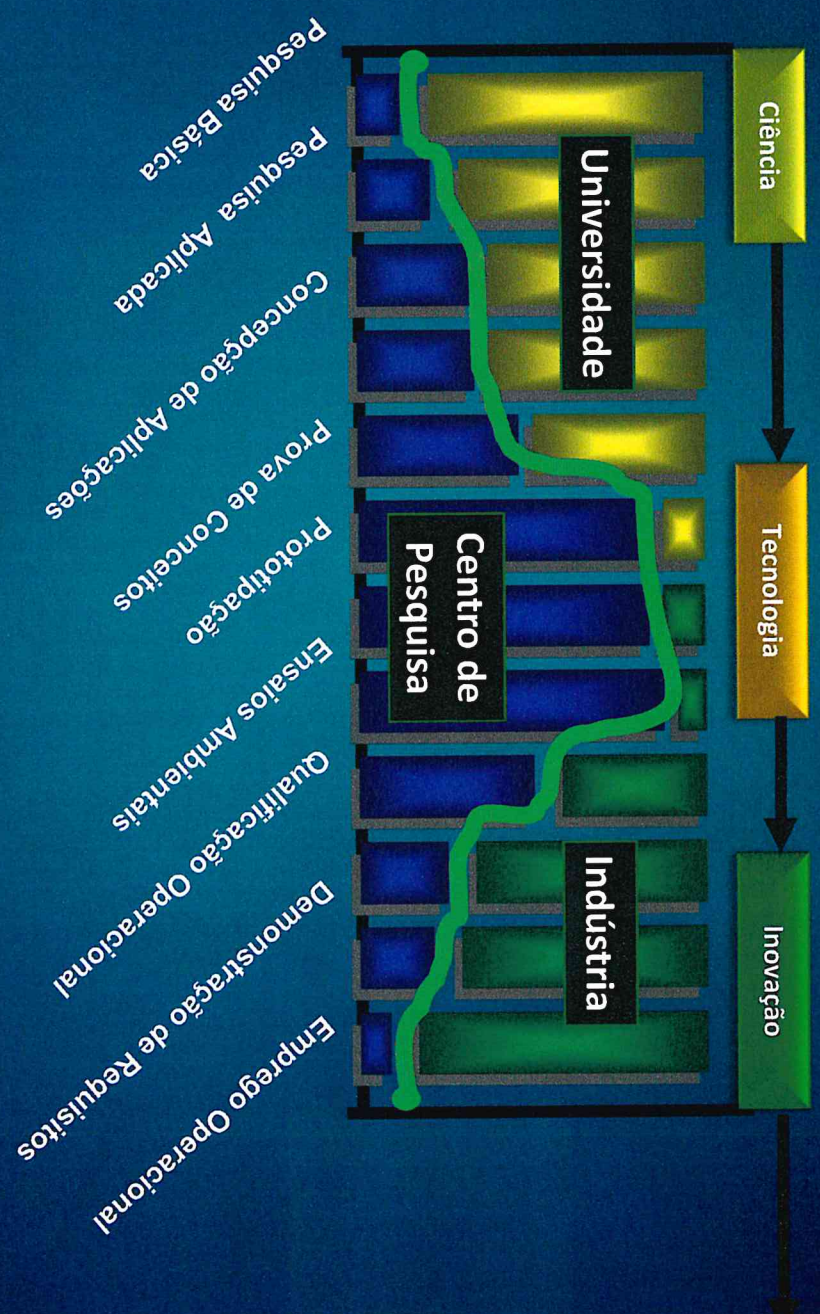 Ciência
Tecnologia
Inovação
Universidade
Centro de
Pesquisa
Indústria
Pesquisa Básica
Pesquisa Aplicada
Concepção de Aplicações
Prova de Conceitos
Prototipação
Ensaios Ambientais
Qualificação Operacional
Demonstração de Requisitos
Emprego Operacional